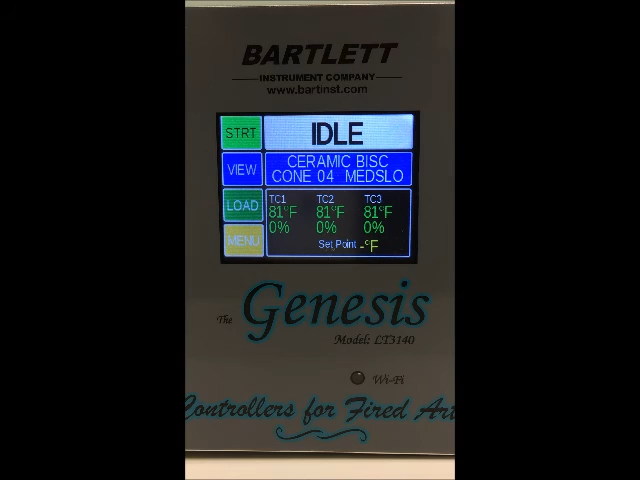 BARTLETT
INSTRUMENT COMPANY
www.bartinst.com
STRT
IDLE
VIEW
CERAMIC BISC
CONE 04 MEDSLO
LOAD
TC1 TC2 TC3
81°F 81°F 81°F
0% 0% 0%
MENU
Set Point -°F
The Genesis
Model: LT3140
Wi-Fi
Controllers for Fired Art